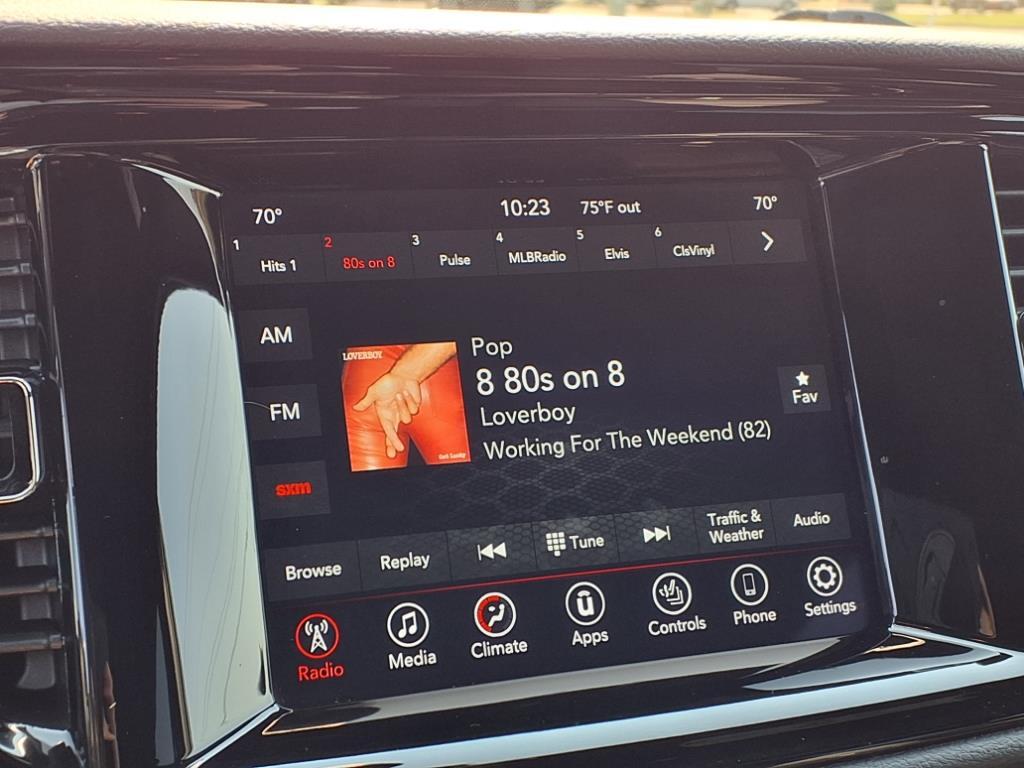 70°
10:23
75°F out
70°
1 Hits 1
2 80s on 8
3 Pulse
4 MLBRadio
5 Elvis
6 ClsVinyl
AM
FM
sxm
LOVERBOY
Get Lucky
Pop
8 80s on 8
Loverboy
Working For The Weekend (82)
Fav
Browse
Replay
Tune
Traffic &
Weather
Audio
Radio
Media
Climate
Apps
Controls
Phone
Settings